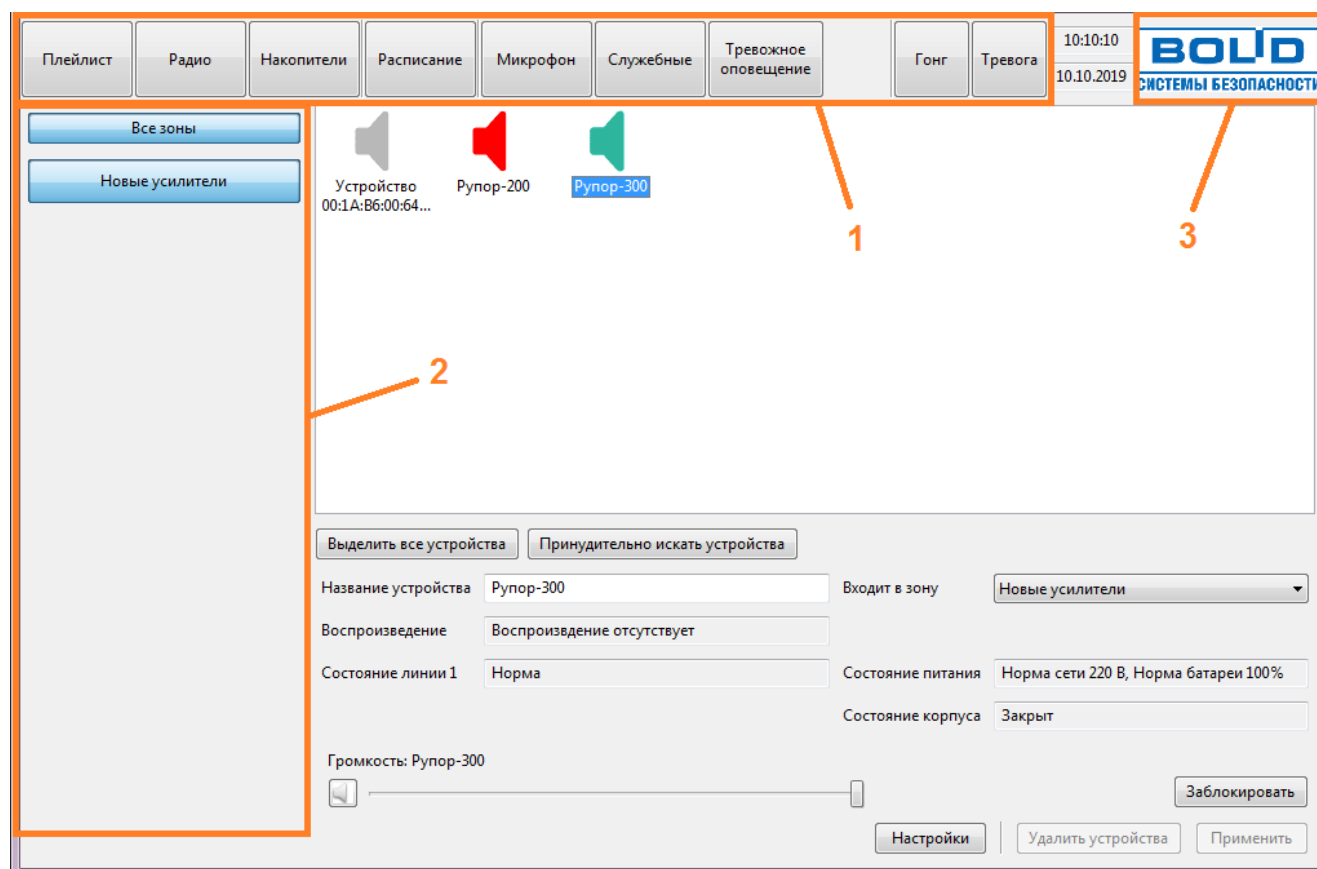 Плейлист
Радио
Накопители
Расписание
Микрофон
Служебные
Тревожное
оповещение
Гонг
Тревога
10:10:10
10.10.2019
BOLID
СИСТЕМЫ БЕЗОПАСНОСТИ
Все зоны
Новые усилители
Устройство
00:1A:B6:00:64...
Рупор-200
Рупор-300
1
3
2
Выделить все устройства
Принудительно искать устройства
Название устройства
Рупор-300
Входит в зону
Новые усилители
Воспроизведение
Воспроизвдение отсутствует
Состояние линии 1
Норма
Состояние питания
Норма сети 220 В, Норма батареи 100%
Состояние корпуса
Закрыт
Громкость: Рупор-300
Заблокировать
Настройки
Удалить устройства
Применить